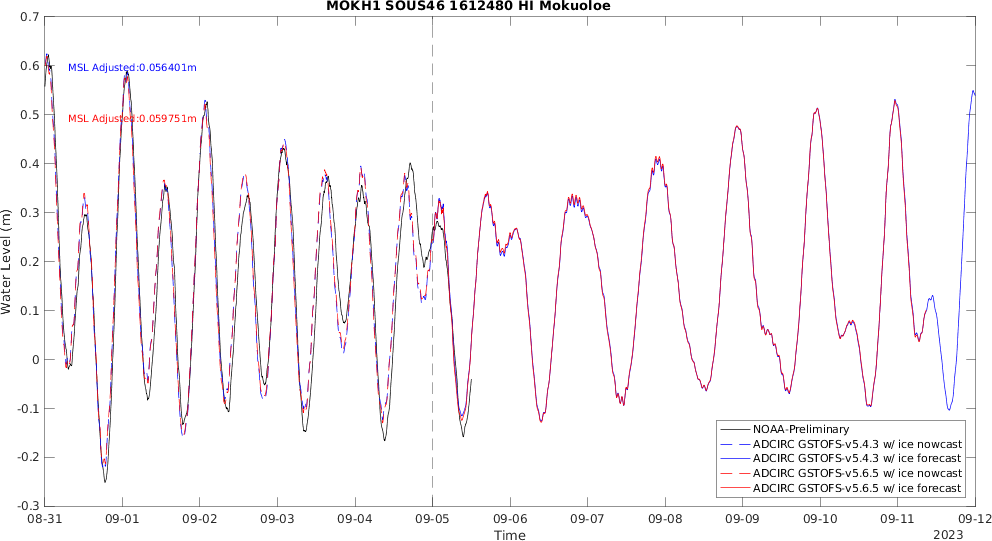 MOKH1 SOUS46 1612480 HI Mokuoloe
0.7
0.6
0.5
0.4
0.3
0.2
0.1
0
-0.1
-0.2
-0.3
Water Level (m)
MSL Adjusted:0.056401m
MSL Adjusted:0.059751m
NOAA-Preliminary
ADCIRC GSTOFS-v5.4.3 w/ ice nowcast
ADCIRC GSTOFS-v5.4.3 w/ ice forecast
ADCIRC GSTOFS-v5.6.5 w/ ice nowcast
ADCIRC GSTOFS-v5.6.5 w/ ice forecast
08-31 09-01 09-02 09-03 09-04 09-05 09-06 09-07 09-08 09-09 09-10 09-11 09-12
Time
2023